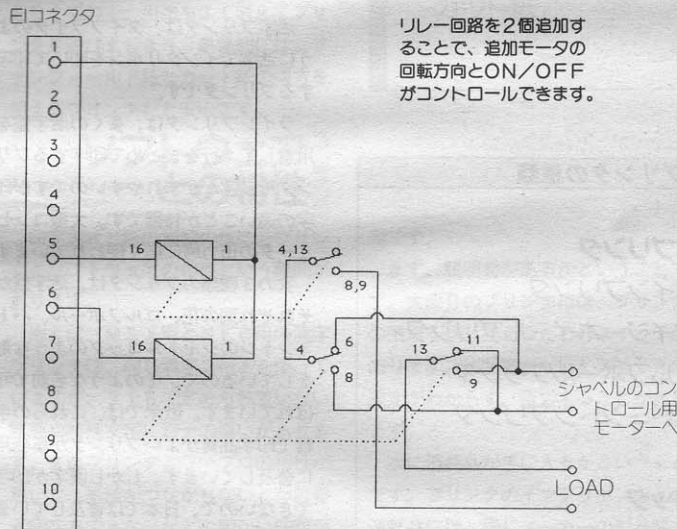 EIコネクタ
リレー回路を2個追加す
ることで、追加モータの
回転方向とON/OFF
がコントロールできます。
1
2
3
4
5
6
7
8
9
10
16
1
16
1
4,13
8,9
4
6
8
13
11
9
シャベルのコン
トロール用
モーターへ
LOAD